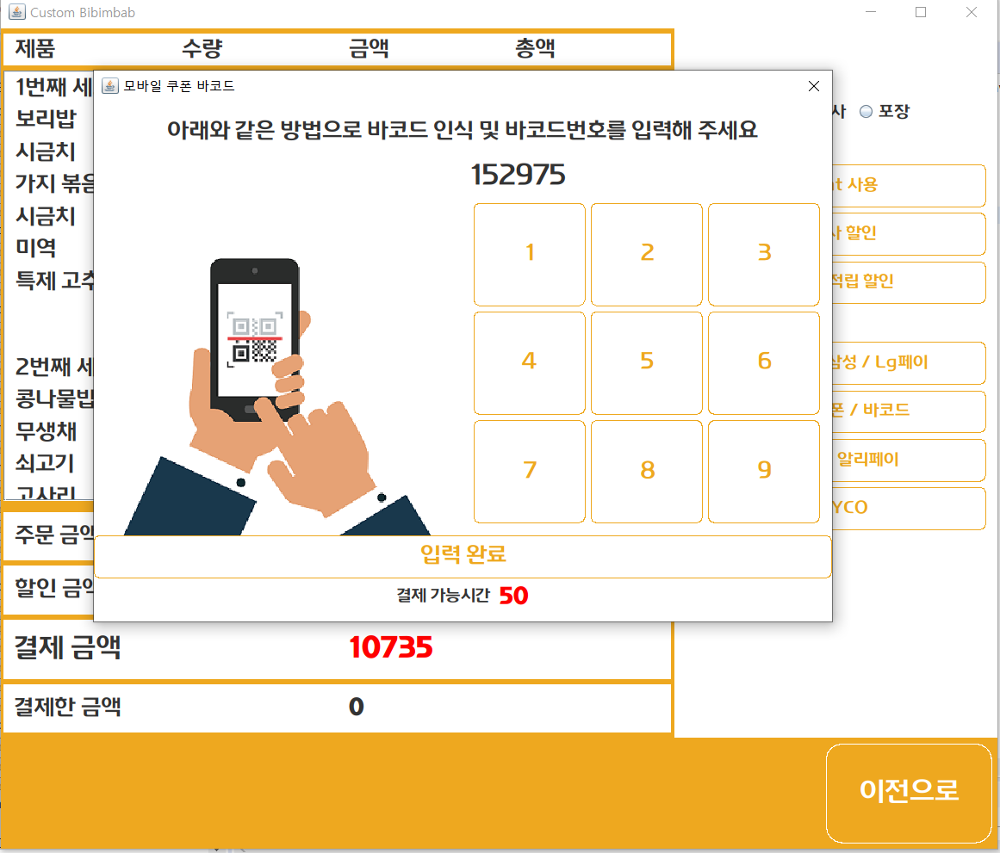 Custom Bibimbab
제품 수량 금액 총액
1번째 세
보리밥
시금치
가지 볶음
시금치
미역
특제 고추
2번째 세
콩나물밥
무생채
쇠고기
고사리
주문 금액
할인 금액
결제 금액 10735
결제한 금액 0
모바일 쿠폰 바코드
아래와 같은 방법으로 바코드 인식 및 바코드번호를 입력해 주세요
152975
1 2 3
4 5 6
7 8 9
입력 완료
결제 가능시간 50
사 포장
사용
할인
적립 할인
삼성 / Lg페이
폰 / 바코드
알리페이
YCO
이전으로